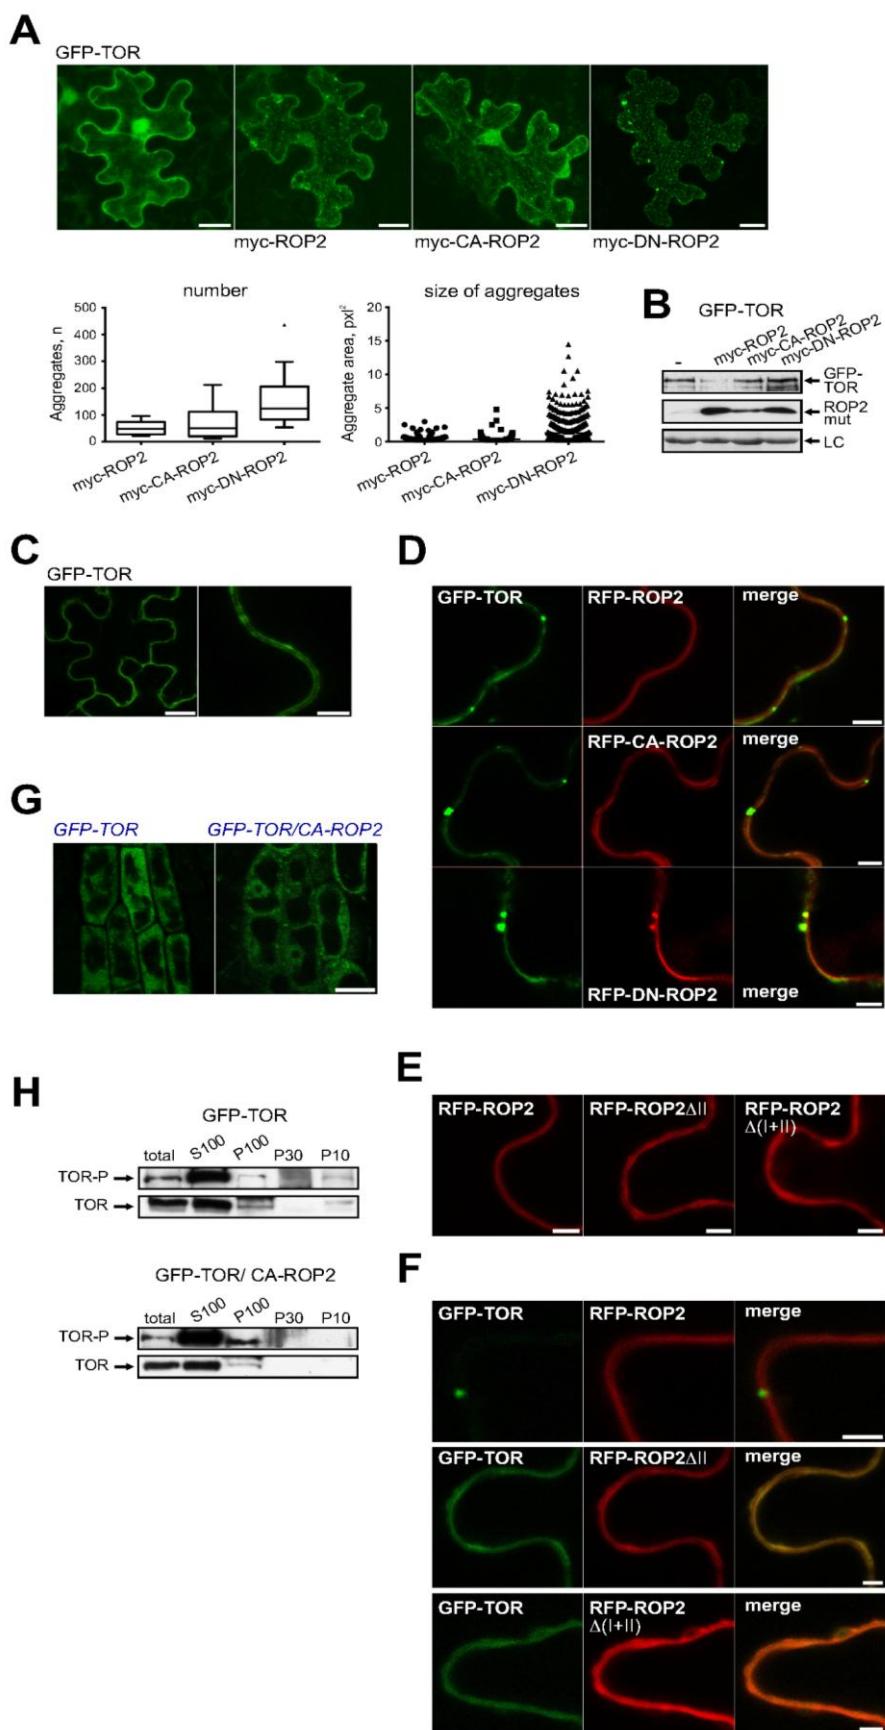 A
GFP-TOR
myc-ROP2
myc-CA-ROP2
myc-DN-ROP2
number
Aggregates, n
500
400
300
200
100
0
myc-ROP2
myc-CA-ROP2
myc-DN-ROP2
size of aggregates
Aggregate area, pxl²
20
15
10
5
0
myc-ROP2
myc-CA-ROP2
myc-DN-ROP2
B
GFP-TOR
-
myc-ROP2
myc-CA-ROP2
myc-DN-ROP2
GFP-
TOR
ROP2
mut
LC
C
GFP-TOR
D
GFP-TOR
RFP-ROP2
merge
RFP-CA-ROP2
merge
RFP-DN-ROP2
merge
G
GFP-TOR
GFP-TOR/CA-ROP2
E
RFP-ROP2
RFP-ROP2ΔII
RFP-ROP2
Δ(I+II)
H
GFP-TOR
total
S100
P100
P30
P10
TOR-P
TOR
GFP-TOR/ CA-ROP2
total
S100
P100
P30
P10
TOR-P
TOR
F
GFP-TOR
RFP-ROP2
merge
GFP-TOR
RFP-ROP2ΔII
merge
GFP-TOR
RFP-ROP2
Δ(I+II)
merge